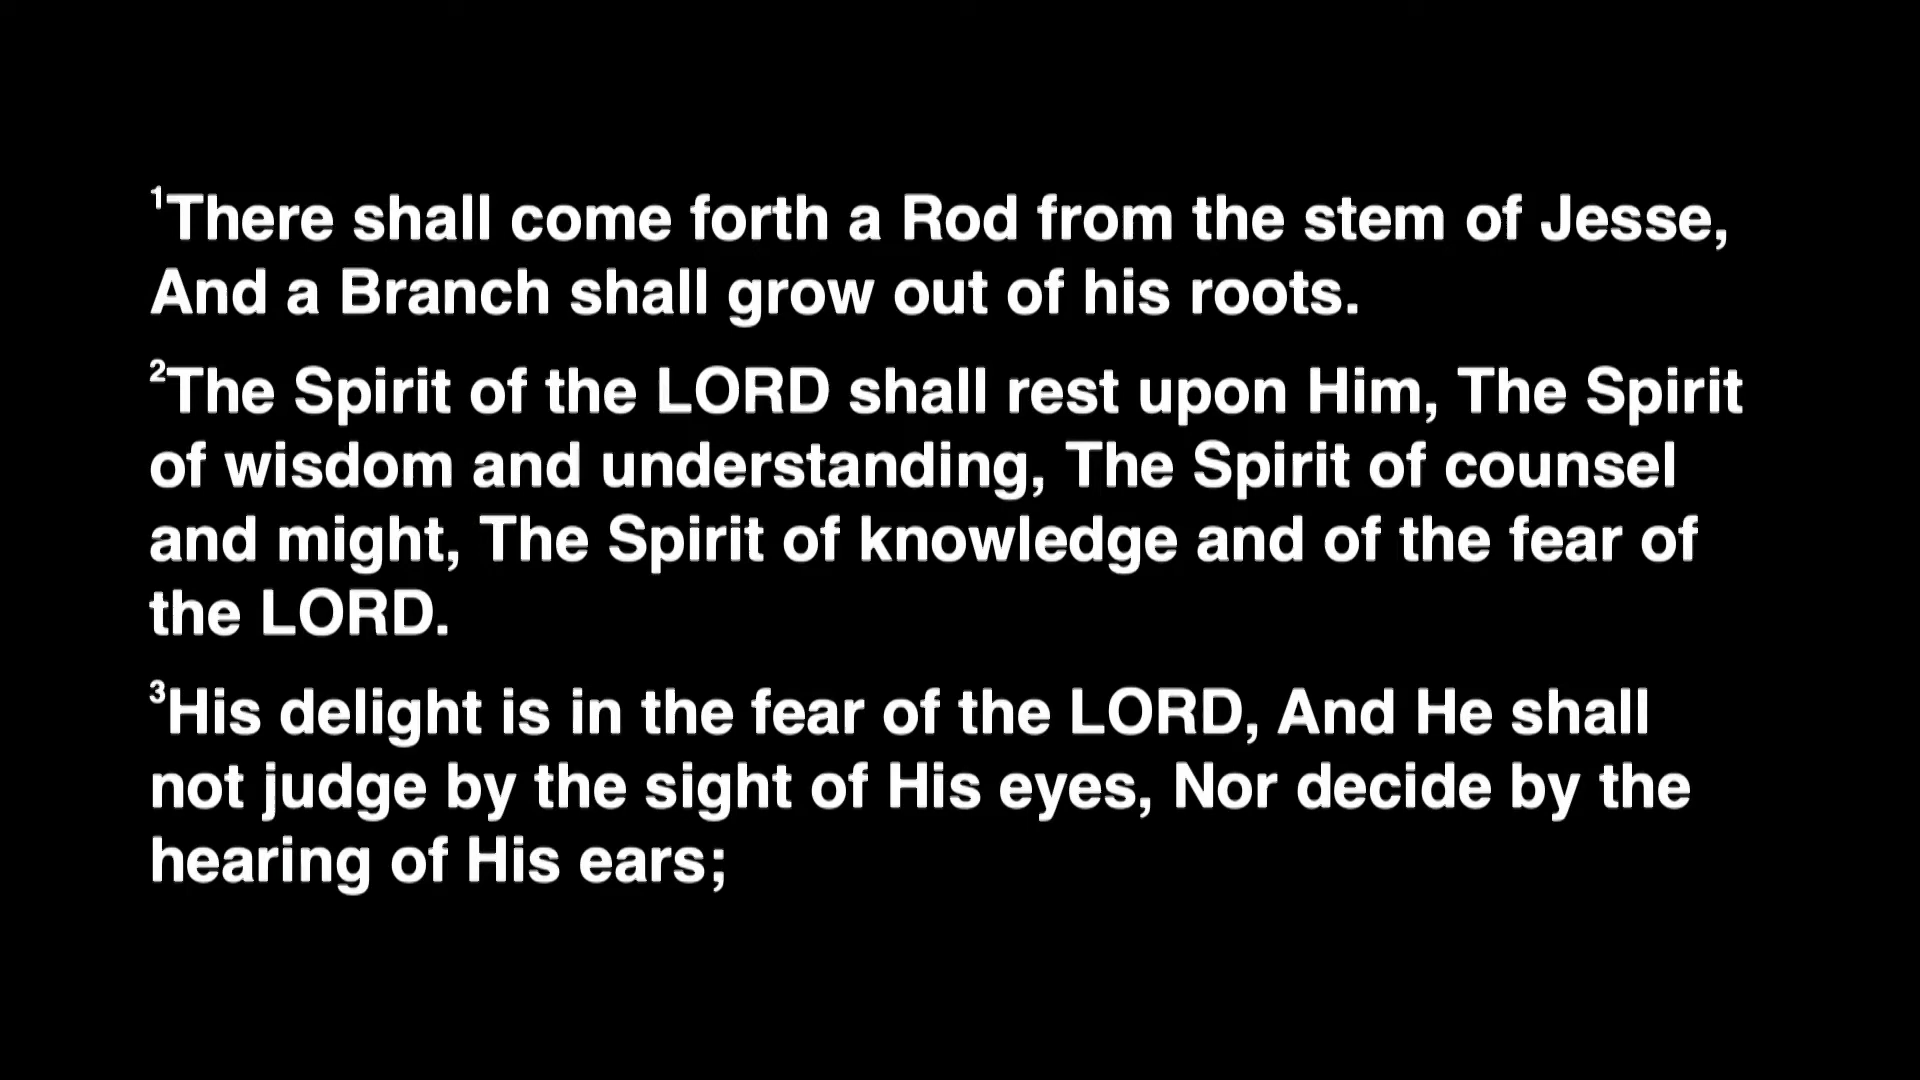 ¹There shall come forth a Rod from the stem of Jesse,
And a Branch shall grow out of his roots.
²The Spirit of the LORD shall rest upon Him, The Spirit
of wisdom and understanding, The Spirit of counsel
and might, The Spirit of knowledge and of the fear of
the LORD.
³His delight is in the fear of the LORD, And He shall
not judge by the sight of His eyes, Nor decide by the
hearing of His ears;